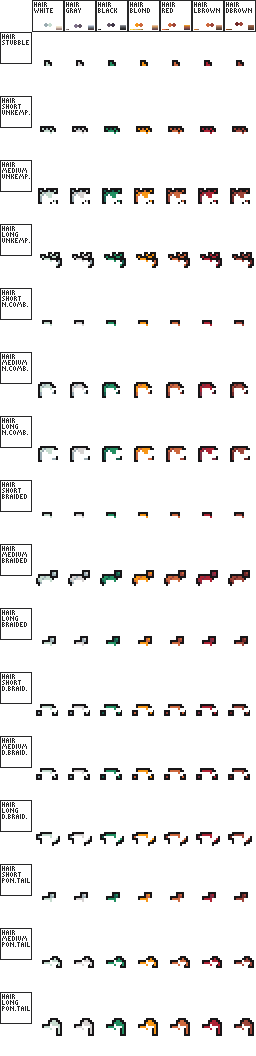 HAIR WHITE
HAIR GRAY
HAIR BLACK
HAIR BLOND
HAIR RED
HAIR LBROWN
HAIR DBROWN
HAIR
STUBBLE
HAIR
SHORT
UNKEMP.
HAIR
MEDIUM
UNKEMP.
HAIR
LONG
UNKEMP.
HAIR
SHORT
N.COMB.
HAIR
MEDIUM
N.COMB.
HAIR
LONG
N.COMB.
HAIR
SHORT
BRAIDED
HAIR
MEDIUM
BRAIDED
HAIR
LONG
BRAIDED
HAIR
SHORT
D.BRAID.
HAIR
MEDIUM
D.BRAID.
HAIR
LONG
D.BRAID.
HAIR
SHORT
PON.TAIL
HAIR
MEDIUM
PON.TAIL
HAIR
LONG
PON.TAIL